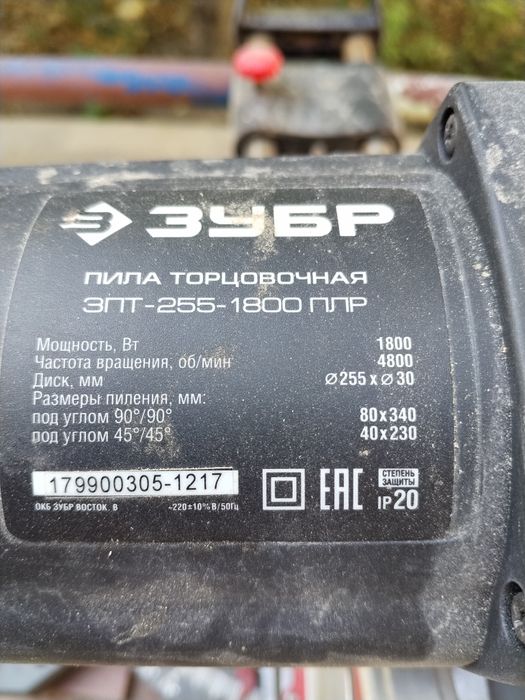 ЗУБР
ПИЛА ТОРЦОВОЧНАЯ
ЗПТ-255-1800 ПЛР
Мощность, Вт 1800
Частота вращения, об/мин 4800
Диск, мм Ø255 x Ø30
Размеры пиления, мм:
под углом 90°/90° 80x340
под углом 45°/45° 40x230
179900305-1217
EAC
СТЕПЕНЬ ЗАЩИТЫ
IP20
ОКБ ЗУБР ВОСТОК. В ~220±10% В/50Гц